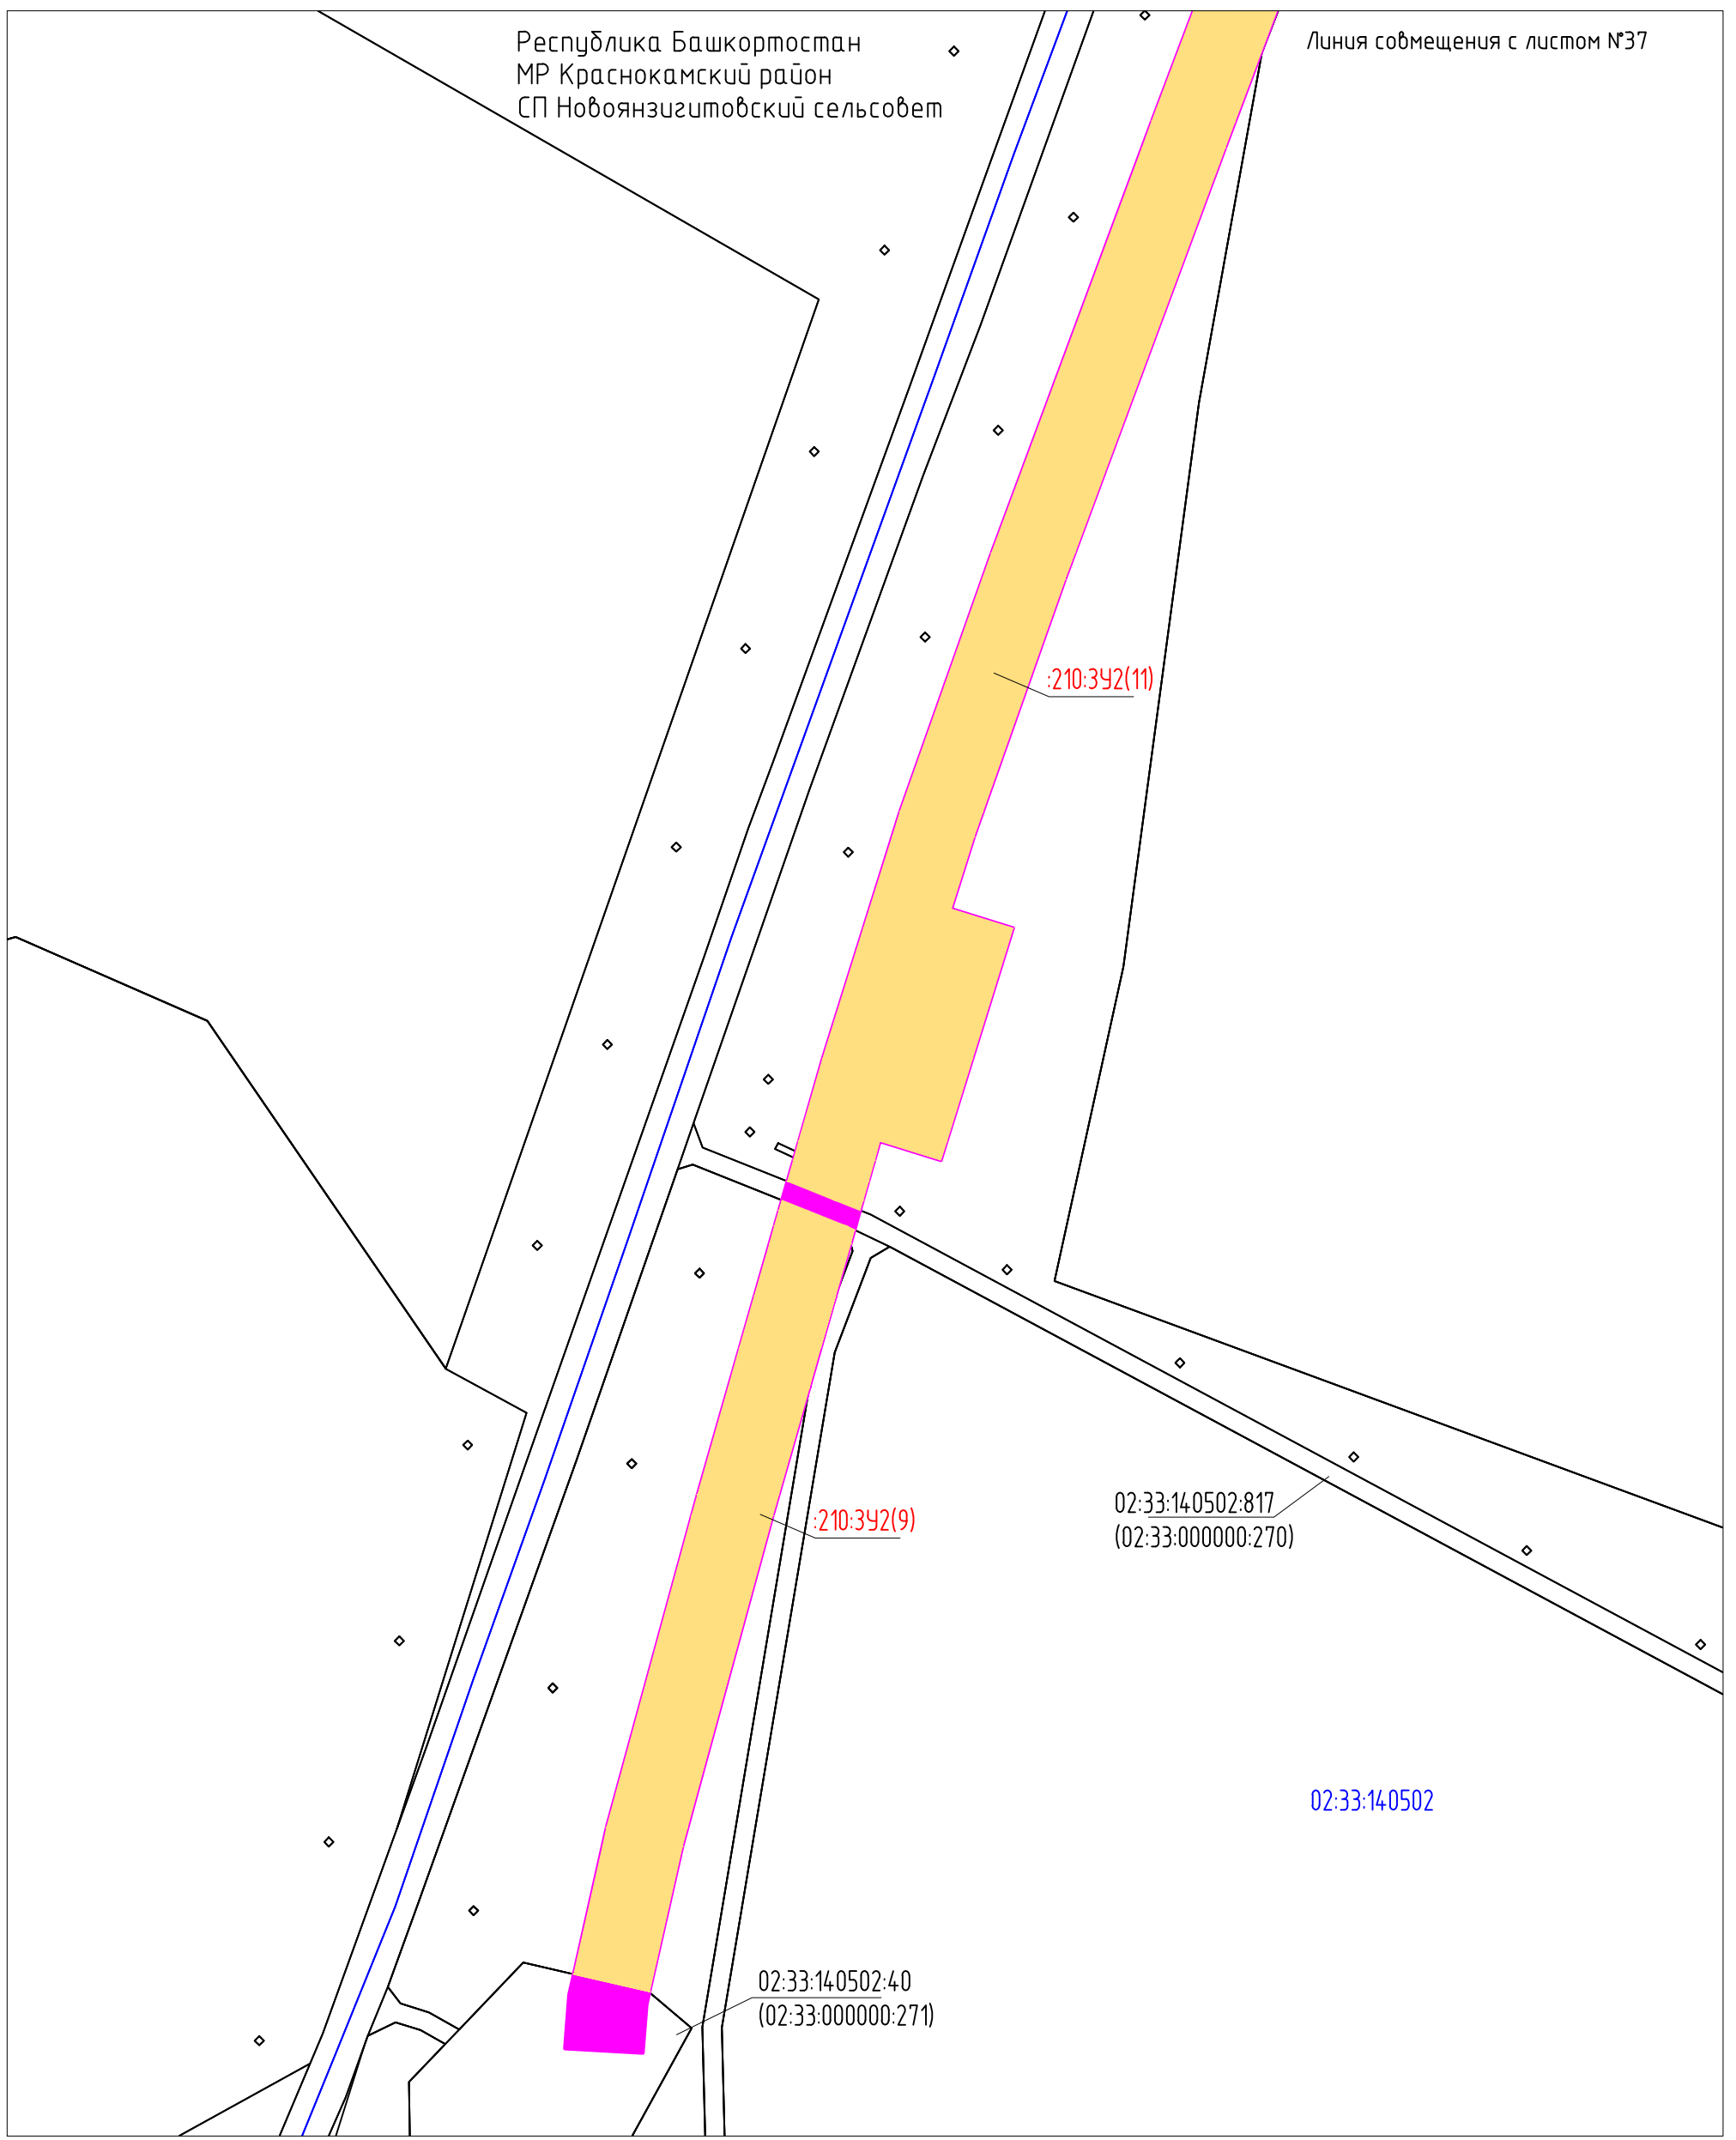 Республика Башкортостан
МР Краснокамский район
СП Новоянзигитовский сельсовет
Линия совмещения с листом №37
:210:ЗУ2(11)
:210:ЗУ2(9)
02:33:140502:817
(02:33:000000:270)
02:33:140502
02:33:140502:40
(02:33:000000:271)